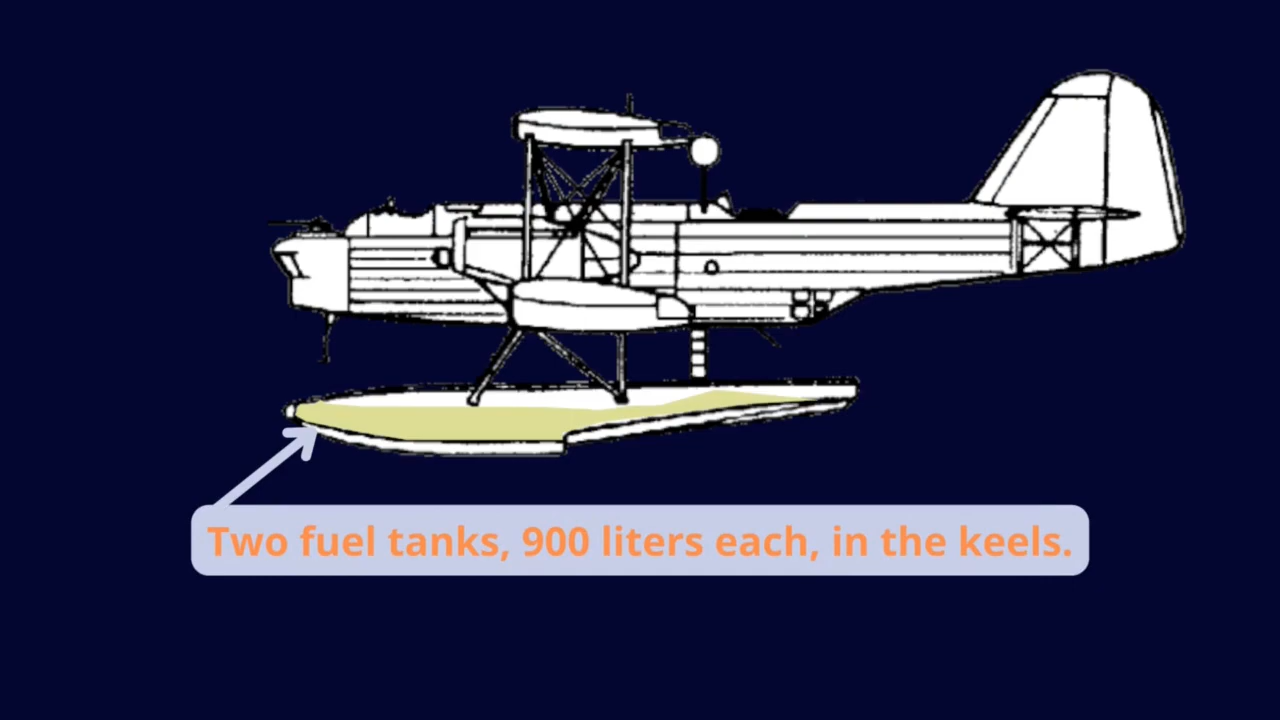 Two fuel tanks, 900 liters each, in the keels.